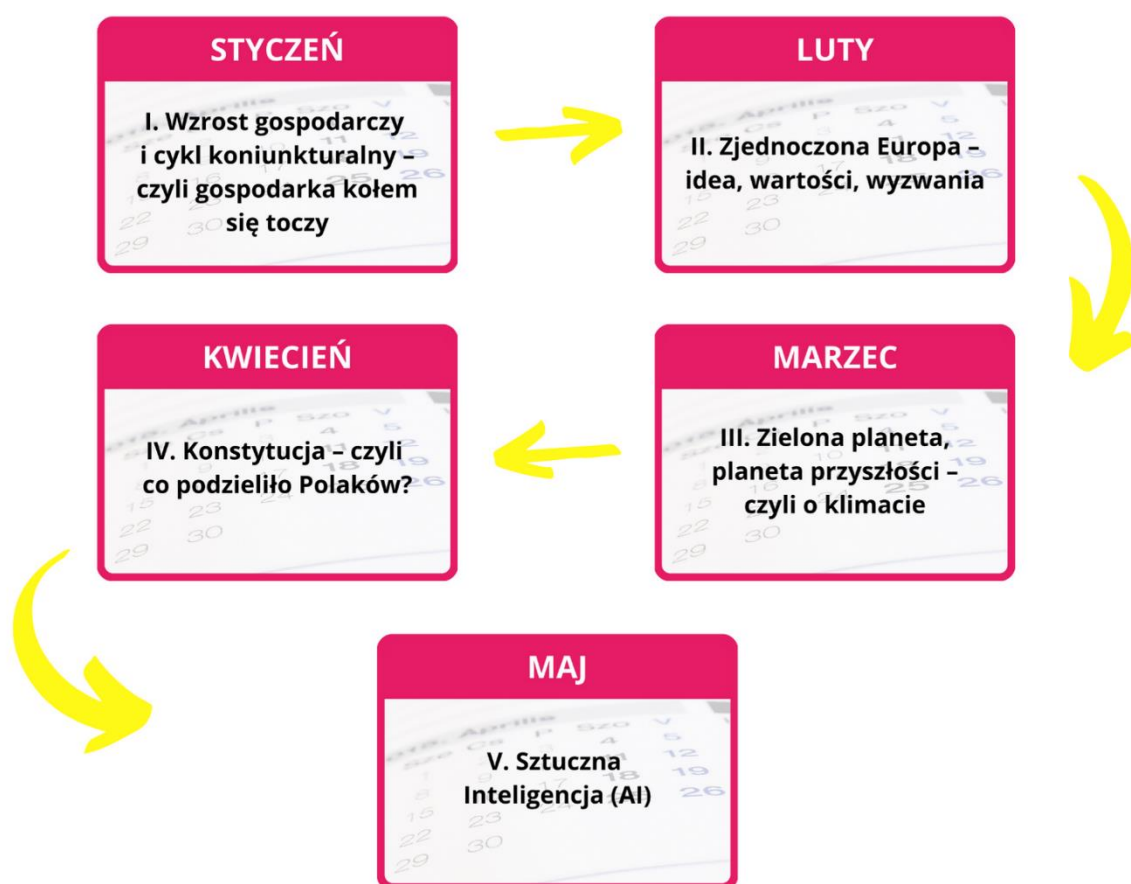 STYCZEŃ
I. Wzrost gospodarczy
i cykl koniunkturalny –
czyli gospodarka kołem
się toczy
LUTY
II. Zjednoczona Europa –
idea, wartości, wyzwania
MARZEC
III. Zielona planeta,
planeta przyszłości –
czyli o klimacie
KWIECIEŃ
IV. Konstytucja – czyli
co podzieliło Polaków?
MAJ
V. Sztuczna
Inteligencja (AI)